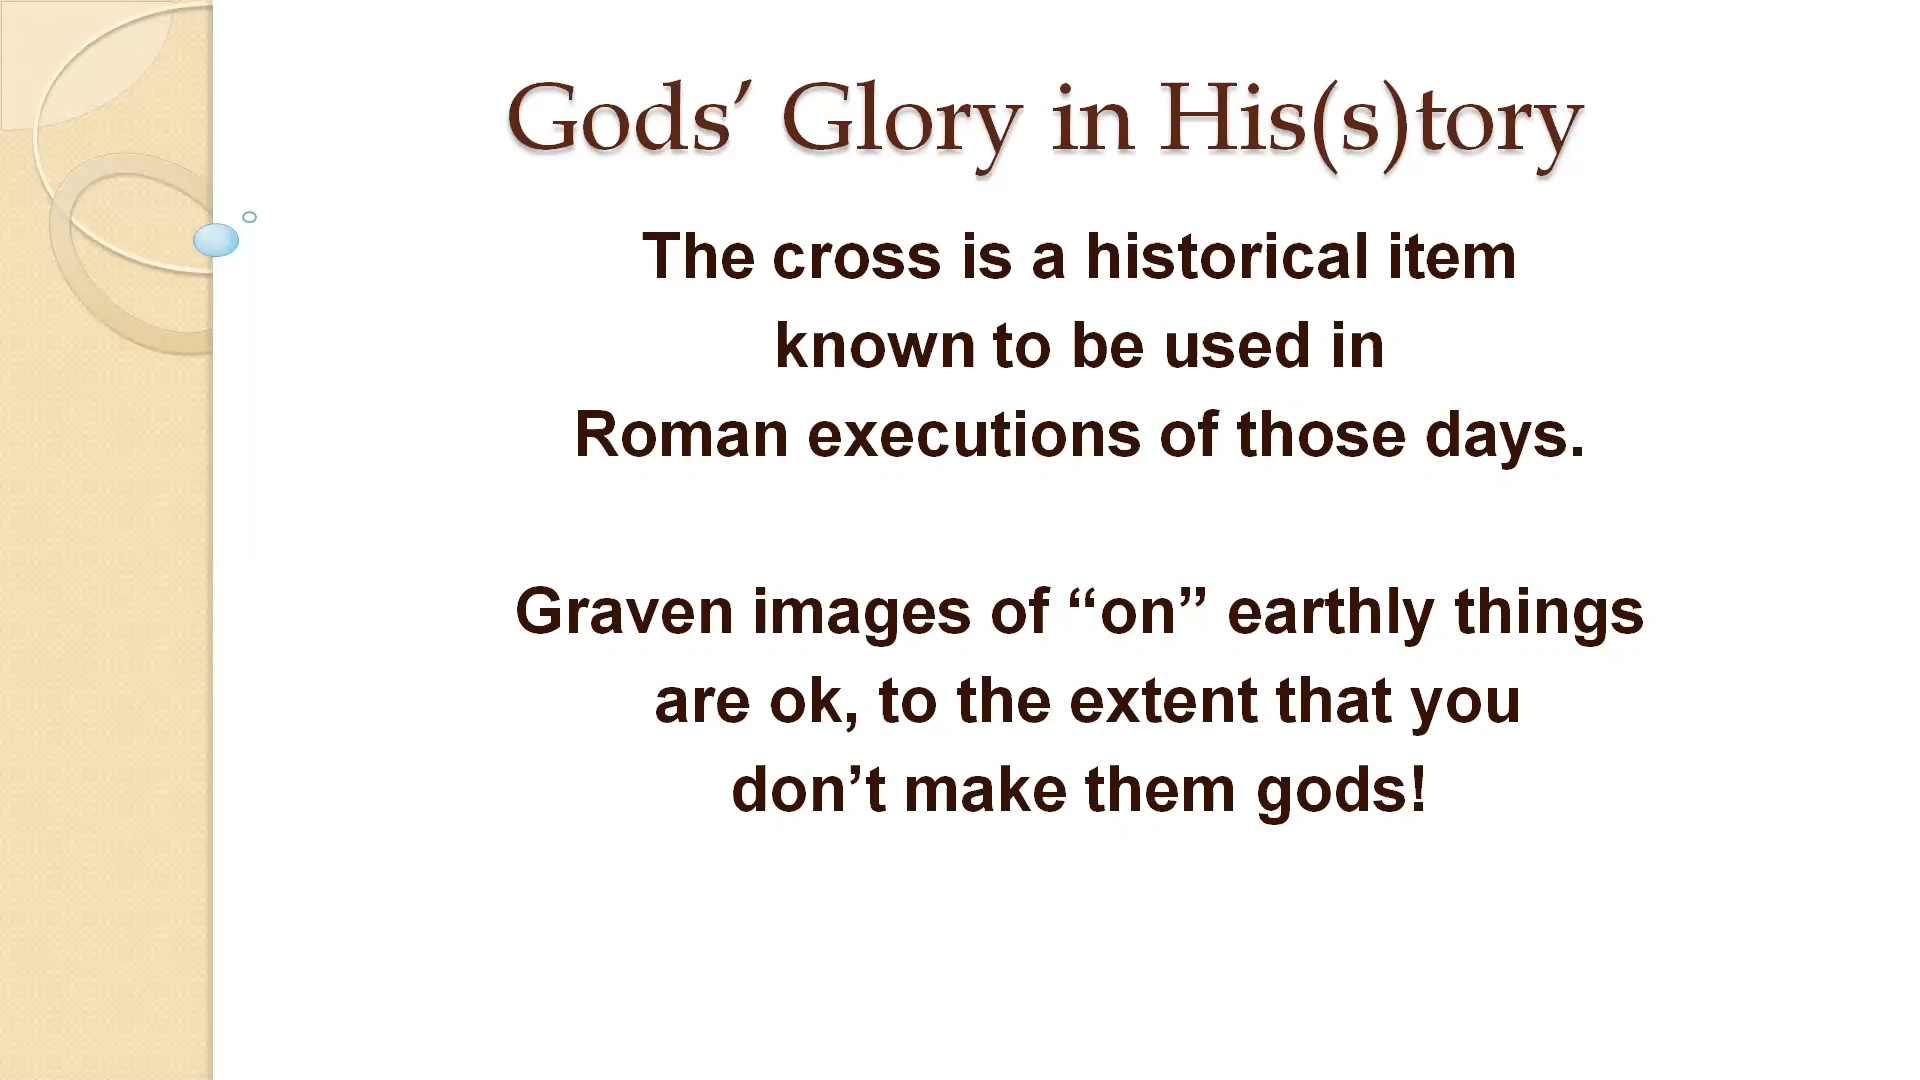 Gods’ Glory in His(s)tory
The cross is a historical item
known to be used in
Roman executions of those days.
Graven images of “on” earthly things
are ok, to the extent that you
don’t make them gods!